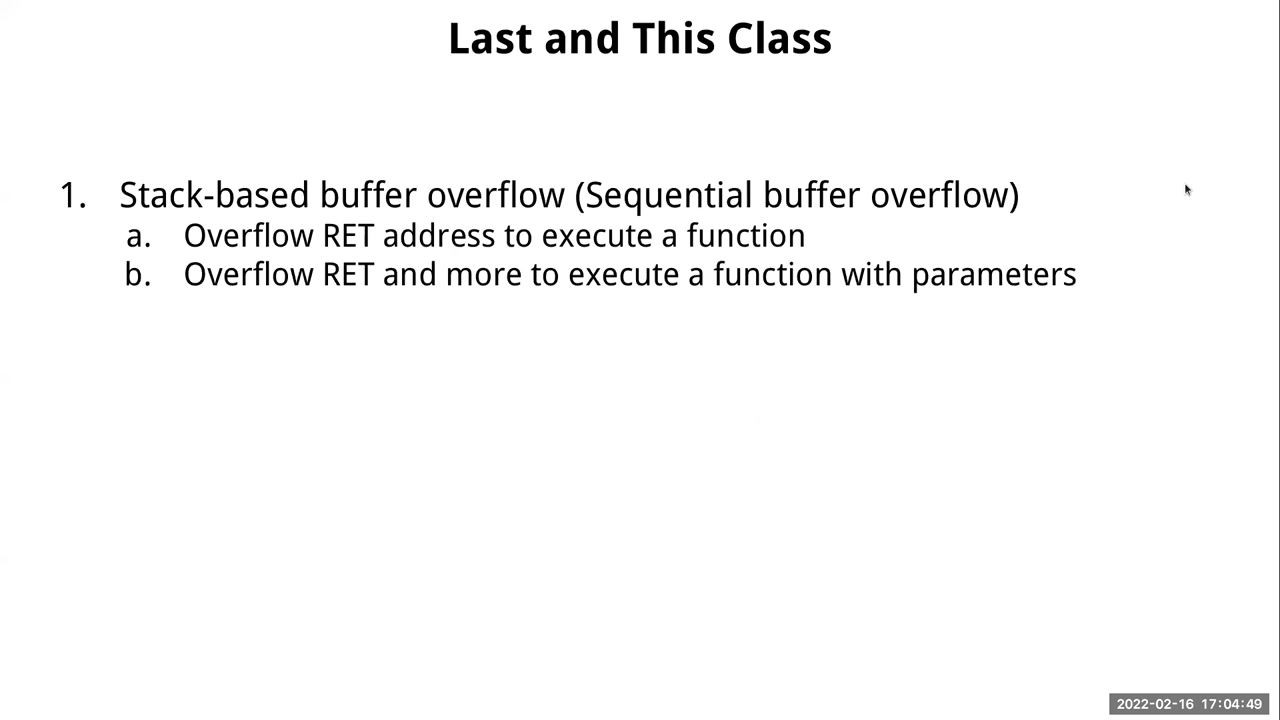 Last and This Class
1. Stack-based buffer overflow (Sequential buffer overflow)
a. Overflow RET address to execute a function
b. Overflow RET and more to execute a function with parameters
2022-02-16 17:04:49